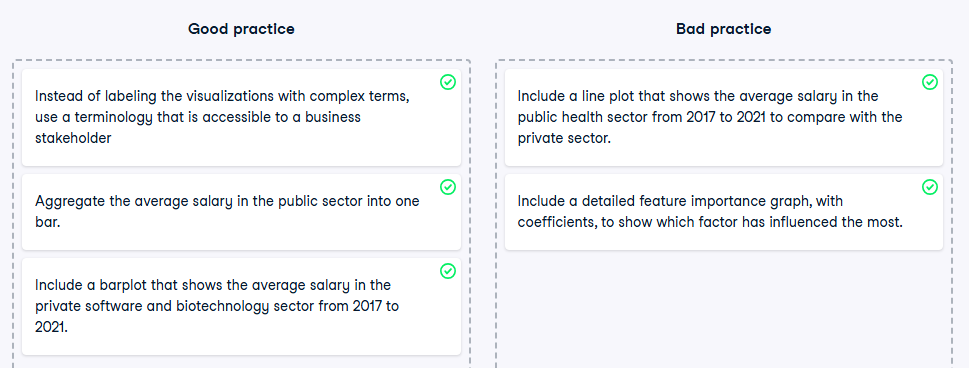 Good practice
Instead of labeling the visualizations with complex terms,
use a terminology that is accessible to a business
stakeholder
Aggregate the average salary in the public sector into one
bar.
Include a barplot that shows the average salary in the
private software and biotechnology sector from 2017 to
2021.
Bad practice
Include a line plot that shows the average salary in the
public health sector from 2017 to 2021 to compare with the
private sector.
Include a detailed feature importance graph, with
coefficients, to show which factor has influenced the most.